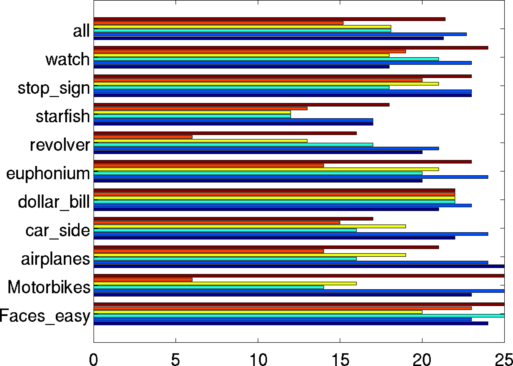 all
watch
stop_sign
starfish
revolver
euphonium
dollar_bill
car_side
airplanes
Motorbikes
Faces_easy
0 5 10 15 20 25